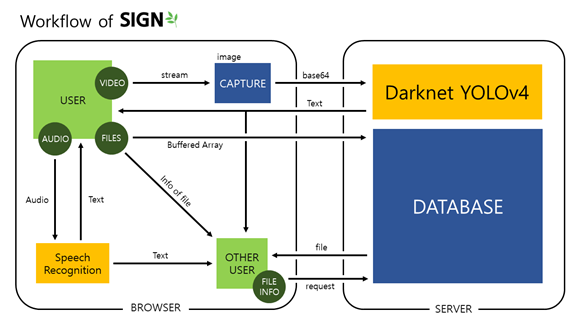 Workflow of SIGN
image
VIDEO
stream
CAPTURE
base64
Darknet YOLOv4
USER
Text
AUDIO
FILES
Buffered Array
Info of file
Audio
Text
DATABASE
Speech
Recognition
Text
OTHER
USER
file
FILE
INFO
request
BROWSER
SERVER